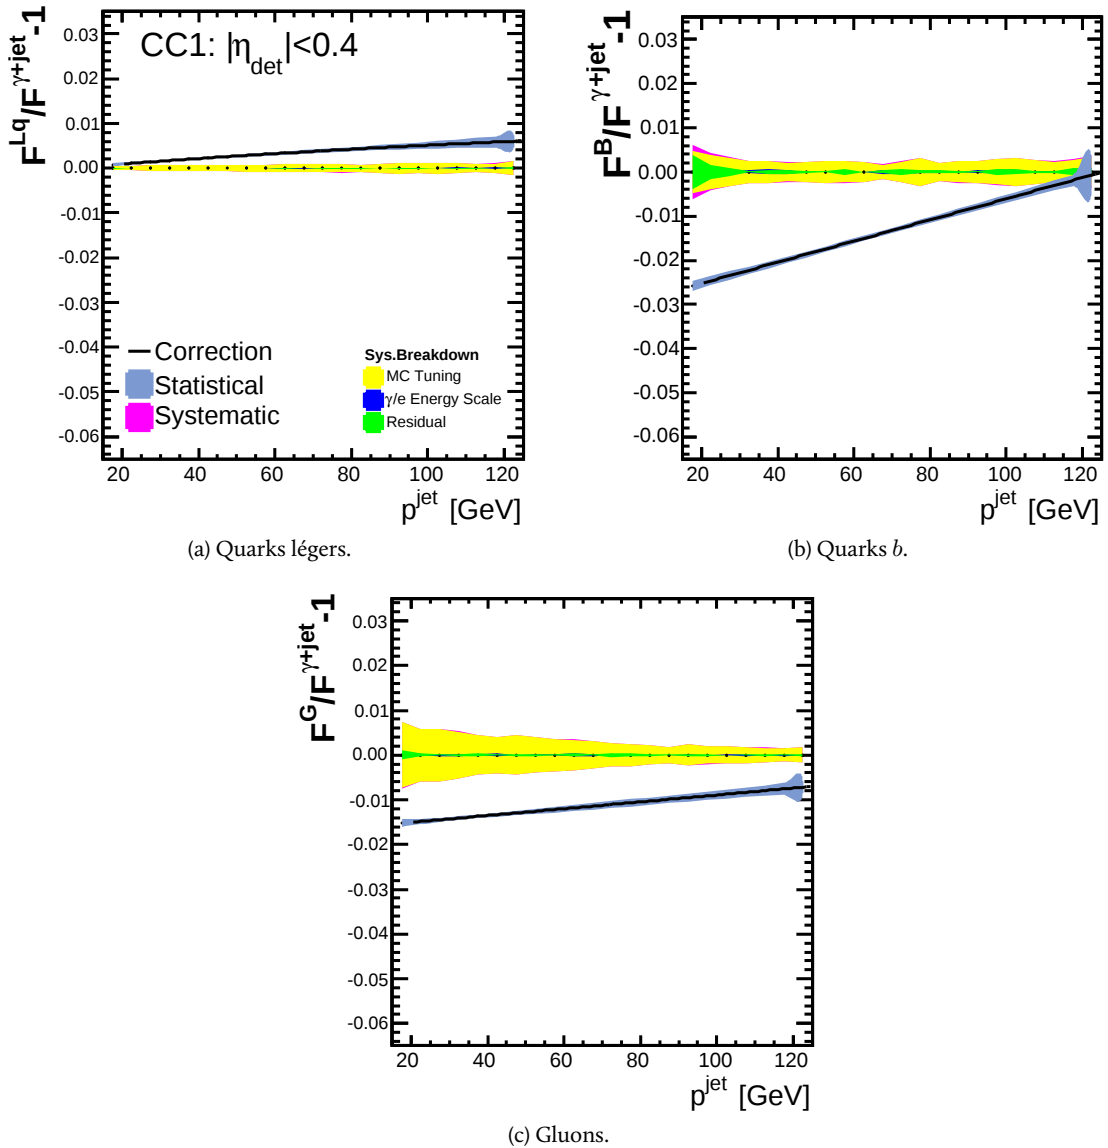 F^Lq/F^γ+jet-1
CC1: |η_det|<0.4
0.03
0.02
0.01
0.00
-0.01
-0.02
-0.03
-0.04
-0.05
-0.06
Correction
Statistical
Systematic
Sys.Breakdown
MC Tuning
γ/e Energy Scale
Residual
20 40 60 80 100 120
p^jet [GeV]
(a) Quarks légers.
F^B/F^γ+jet-1
0.03
0.02
0.01
0.00
-0.01
-0.02
-0.03
-0.04
-0.05
-0.06
20 40 60 80 100 120
p^jet [GeV]
(b) Quarks b.
F^G/F^γ+jet-1
0.03
0.02
0.01
0.00
-0.01
-0.02
-0.03
-0.04
-0.05
-0.06
20 40 60 80 100 120
p^jet [GeV]
(c) Gluons.